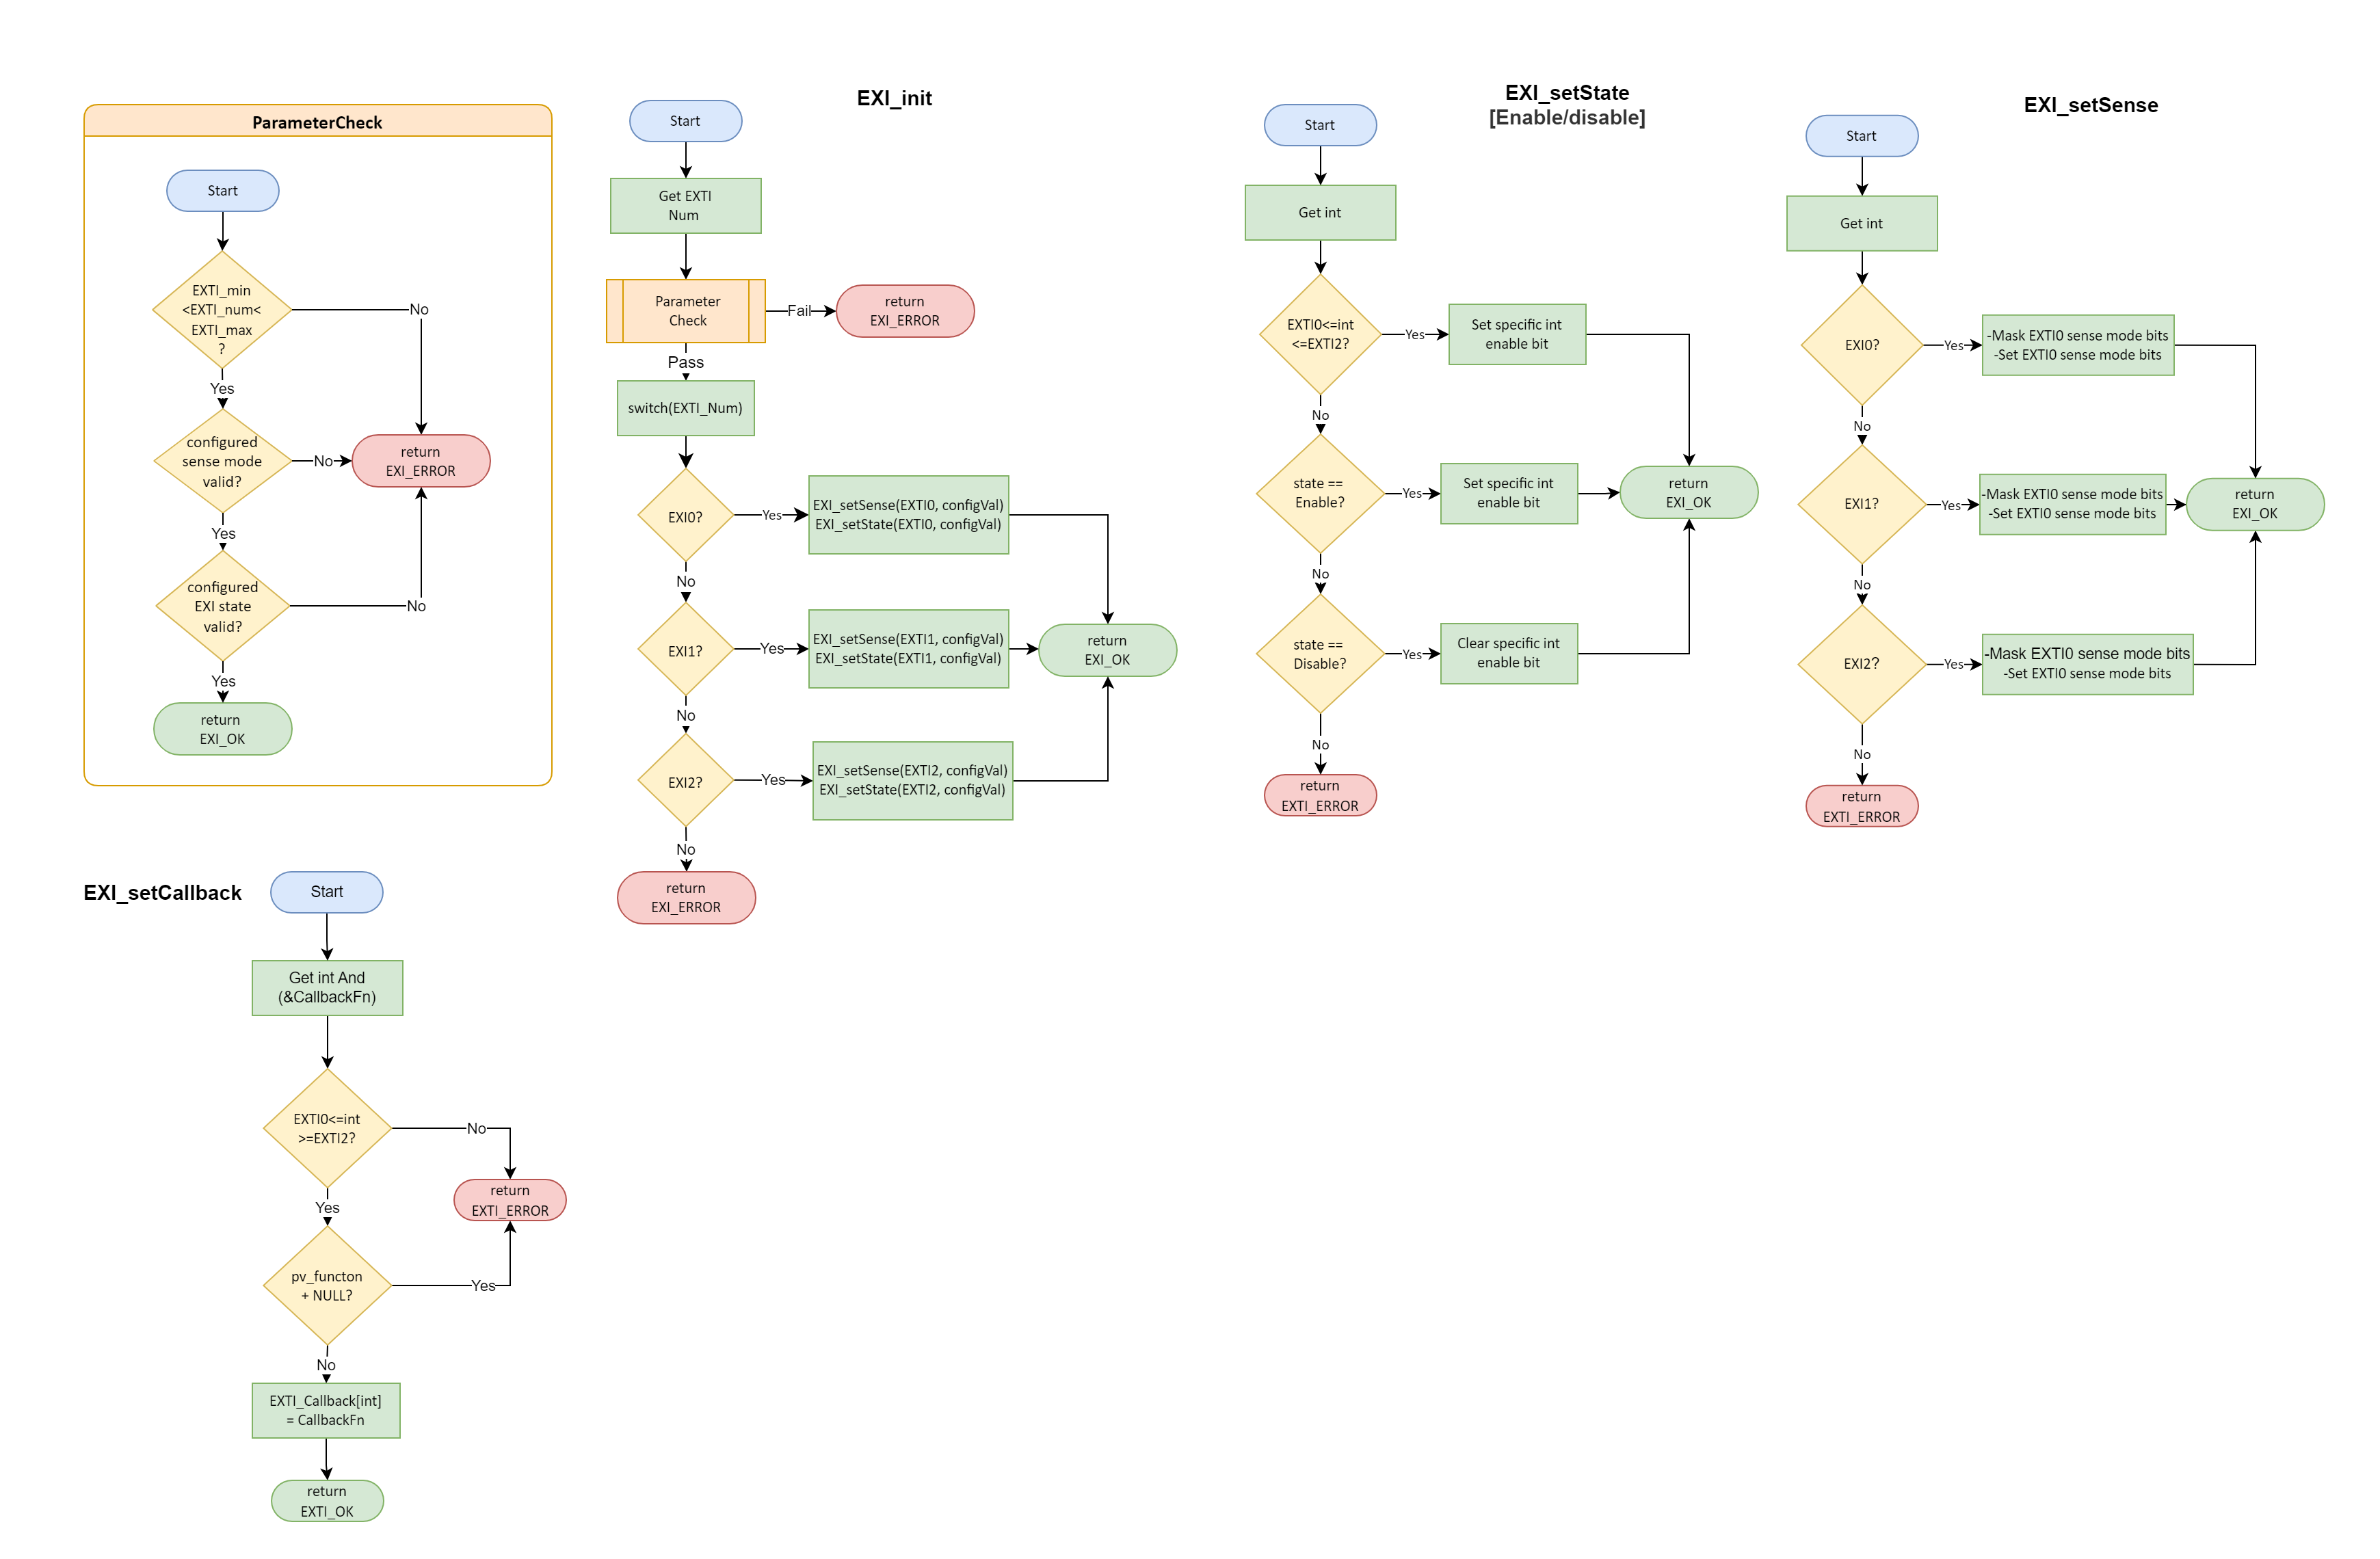 ParameterCheck
Start
EXTI_min
<EXTI_num<
EXTI_max
?
No
Yes
configured
sense mode
valid?
No
return
EXI_ERROR
Yes
configured
EXI state
valid?
No
Yes
return
EXI_OK
EXI_init
Start
Get EXTI
Num
Parameter
Check
Fail
return
EXI_ERROR
Pass
switch(EXTI_Num)
EXI0?
Yes
EXI_setSense(EXTI0, configVal)
EXI_setState(EXTI0, configVal)
No
EXI1?
Yes
EXI_setSense(EXTI1, configVal)
EXI_setState(EXTI1, configVal)
return
EXI_OK
No
EXI2?
Yes
EXI_setSense(EXTI2, configVal)
EXI_setState(EXTI2, configVal)
No
return
EXI_ERROR
EXI_setState
[Enable/disable]
Start
Get int
EXTI0<=int
<=EXTI2?
Yes
Set specific int
enable bit
No
state ==
Enable?
Yes
Set specific int
enable bit
return
EXI_OK
No
state ==
Disable?
Yes
Clear specific int
enable bit
No
return
EXTI_ERROR
EXI_setSense
Start
Get int
EXI0?
Yes
-Mask EXTI0 sense mode bits
-Set EXTI0 sense mode bits
No
EXI1?
Yes
-Mask EXTI0 sense mode bits
-Set EXTI0 sense mode bits
return
EXI_OK
No
EXI2?
Yes
-Mask EXTI0 sense mode bits
-Set EXTI0 sense mode bits
No
return
EXTI_ERROR
EXI_setCallback
Start
Get int And
(&CallbackFn)
EXTI0<=int
>=EXTI2?
No
return
EXTI_ERROR
Yes
pv_functon
+ NULL?
Yes
No
EXTI_Callback[int]
= CallbackFn
return
EXTI_OK